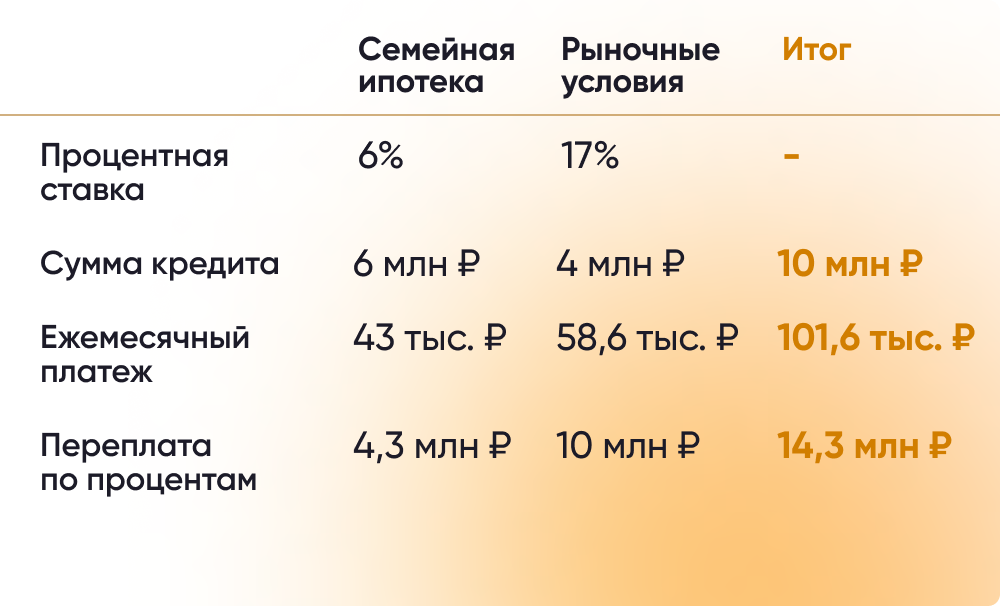 Семейная ипотека
Рыночные условия
Итог
Процентная ставка
6%
17%
-
Сумма кредита
6 млн ₽
4 млн ₽
10 млн ₽
Ежемесячный платеж
43 тыс. ₽
58,6 тыс. ₽
101,6 тыс. ₽
Переплата по процентам
4,3 млн ₽
10 млн ₽
14,3 млн ₽